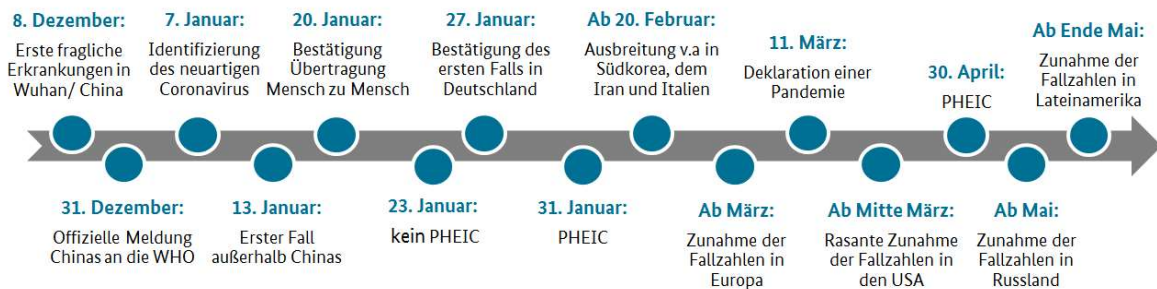 8. Dezember:
Erste fragliche
Erkrankungen in
Wuhan/ China
31. Dezember:
Offizielle Meldung
Chinas an die WHO
7. Januar:
Identifizierung
des neuartigen
Coronavirus
13. Januar:
Erster Fall
außerhalb Chinas
20. Januar:
Bestätigung
Übertragung
Mensch zu Mensch
23. Januar:
kein PHEIC
27. Januar:
Bestätigung des
ersten Falls in
Deutschland
31. Januar:
PHEIC
Ab 20. Februar:
Ausbreitung v.a in
Südkorea, dem
Iran und Italien
Ab März:
Zunahme der
Fallzahlen in
Europa
11. März:
Deklaration einer
Pandemie
Ab Mitte März:
Rasante Zunahme
der Fallzahlen in
den USA
30. April:
PHEIC
Ab Mai:
Zunahme der
Fallzahlen in
Russland
Ab Ende Mai:
Zunahme der
Fallzahlen in
Lateinamerika